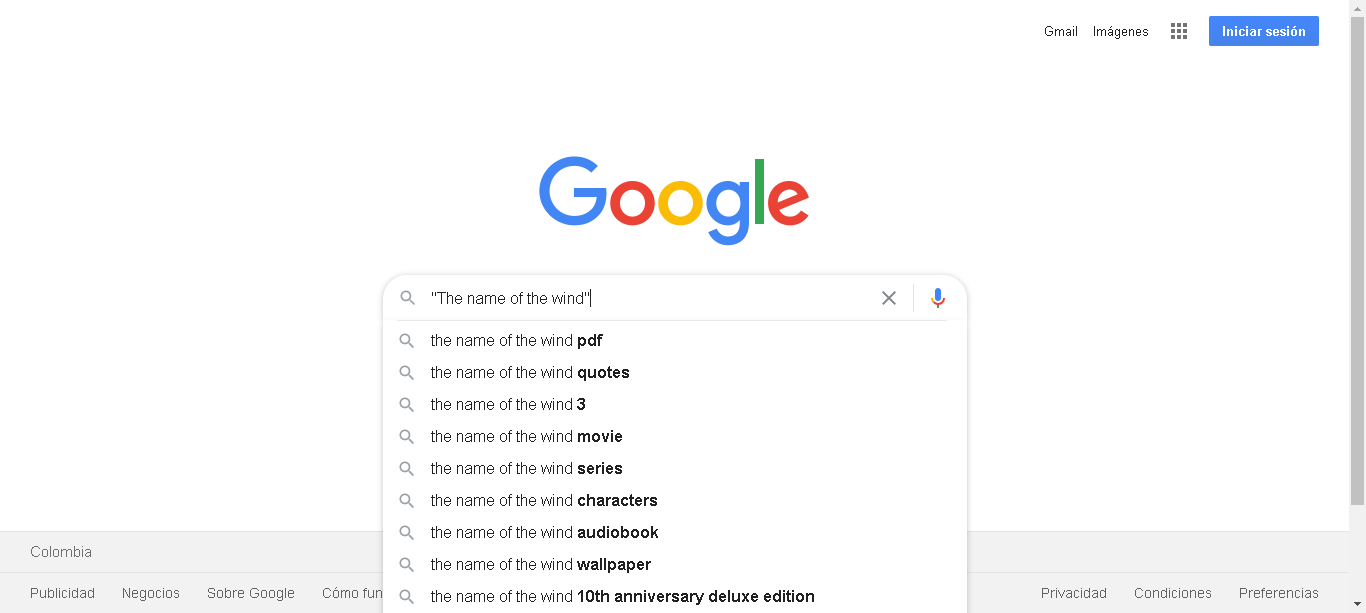 Gmail Imágenes Iniciar sesión
Google
"The name of the wind"
the name of the wind pdf
the name of the wind quotes
the name of the wind 3
the name of the wind movie
the name of the wind series
the name of the wind characters
the name of the wind audiobook
the name of the wind wallpaper
the name of the wind 10th anniversary deluxe edition
Colombia
Publicidad Negocios Sobre Google Cómo fun Privacidad Condiciones Preferencias